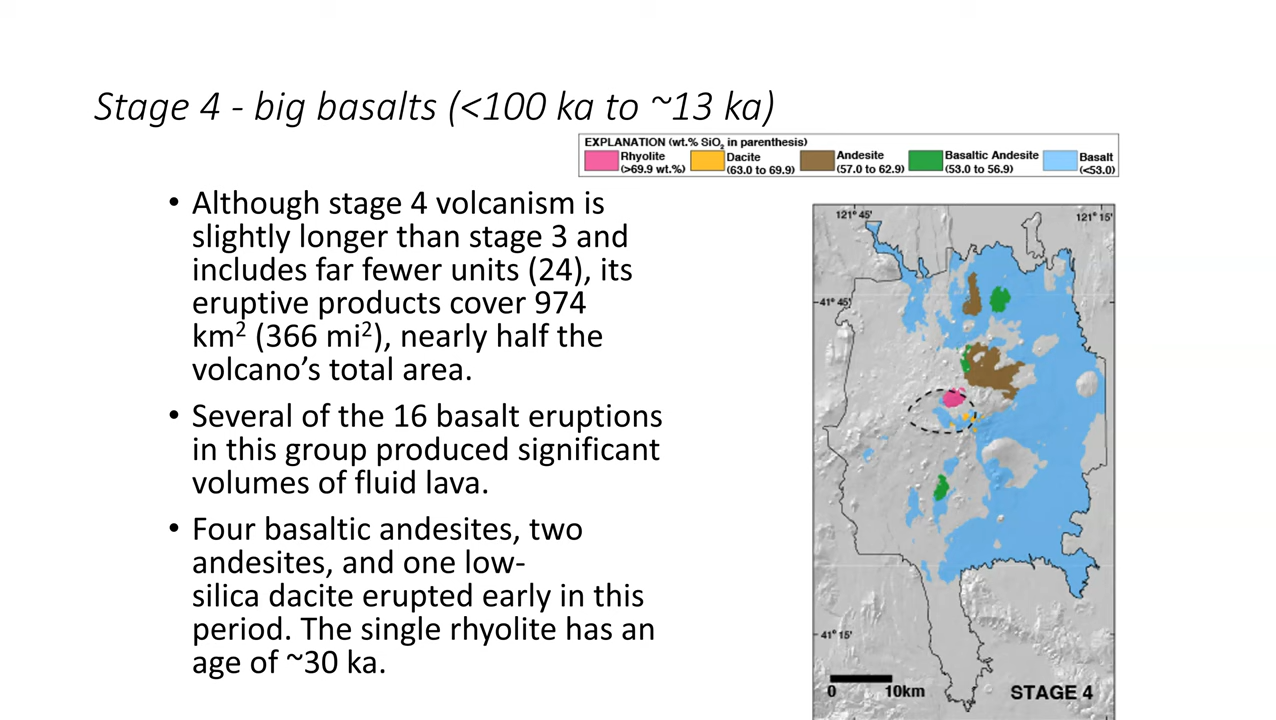 Stage 4 - big basalts (<100 ka to ~13 ka)
EXPLANATION (wt.% SiO2 in parenthesis)
Rhyolite (>69.9 wt.%)
Dacite (63.0 to 69.9)
Andesite (57.0 to 62.9)
Basaltic Andesite (53.0 to 56.9)
Basalt (<53.0)
• Although stage 4 volcanism is
slightly longer than stage 3 and
includes far fewer units (24), its
eruptive products cover 974
km² (366 mi²), nearly half the
volcano’s total area.
• Several of the 16 basalt eruptions
in this group produced significant
volumes of fluid lava.
• Four basaltic andesites, two
andesites, and one low-
silica dacite erupted early in this
period. The single rhyolite has an
age of ~30 ka.
121° 45'
121° 15'
41° 45'
41° 15'
0 10km
STAGE 4